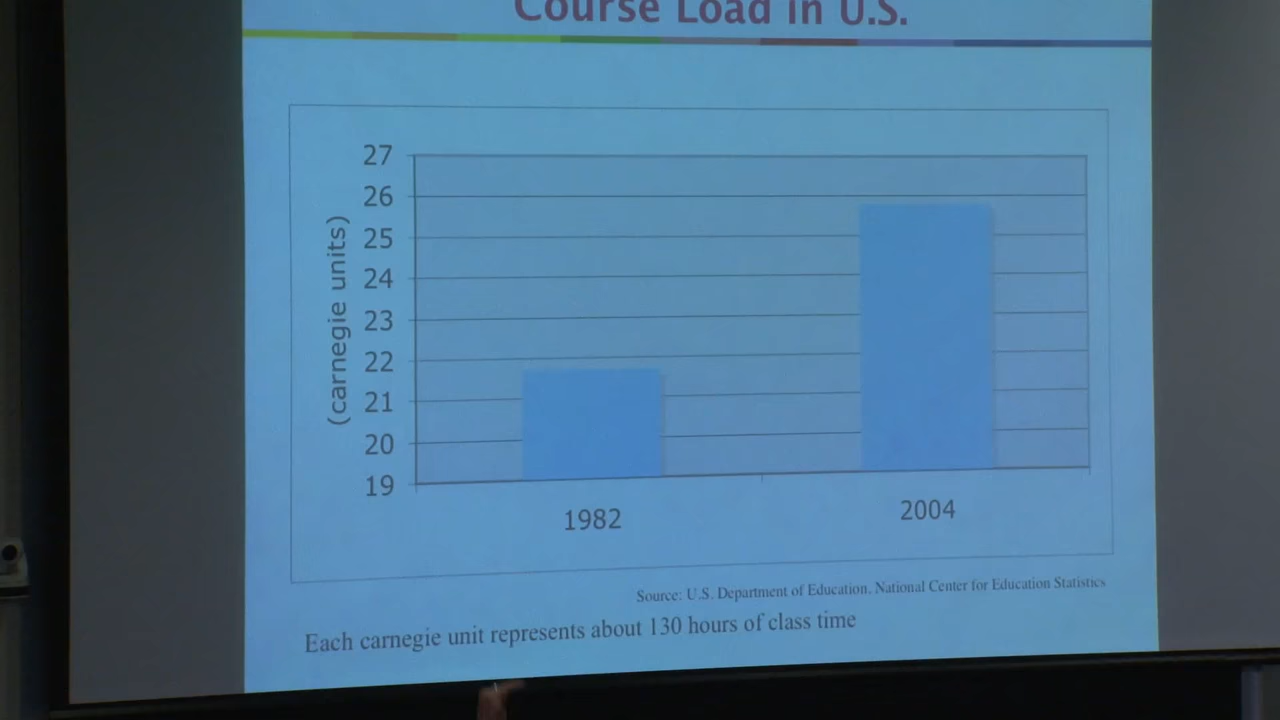 Course Load in U.S.
27
26
25
24
23
22
21
20
19
(carnegie units)
1982
2004
Source: U.S. Department of Education, National Center for Education Statistics
Each carnegie unit represents about 130 hours of class time